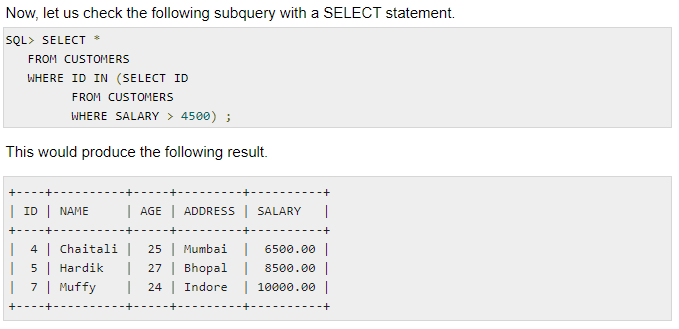 Now, let us check the following subquery with a SELECT statement.
SQL> SELECT *
   FROM CUSTOMERS
   WHERE ID IN (SELECT ID
         FROM CUSTOMERS
         WHERE SALARY > 4500) ;
This would produce the following result.
+----+----------+-----+---------+----------+
| ID | NAME     | AGE | ADDRESS | SALARY   |
+----+----------+-----+---------+----------+
|  4 | Chaitali |  25 | Mumbai  |  6500.00 |
|  5 | Hardik   |  27 | Bhopal  |  8500.00 |
|  7 | Muffy    |  24 | Indore  | 10000.00 |
+----+----------+-----+---------+----------+